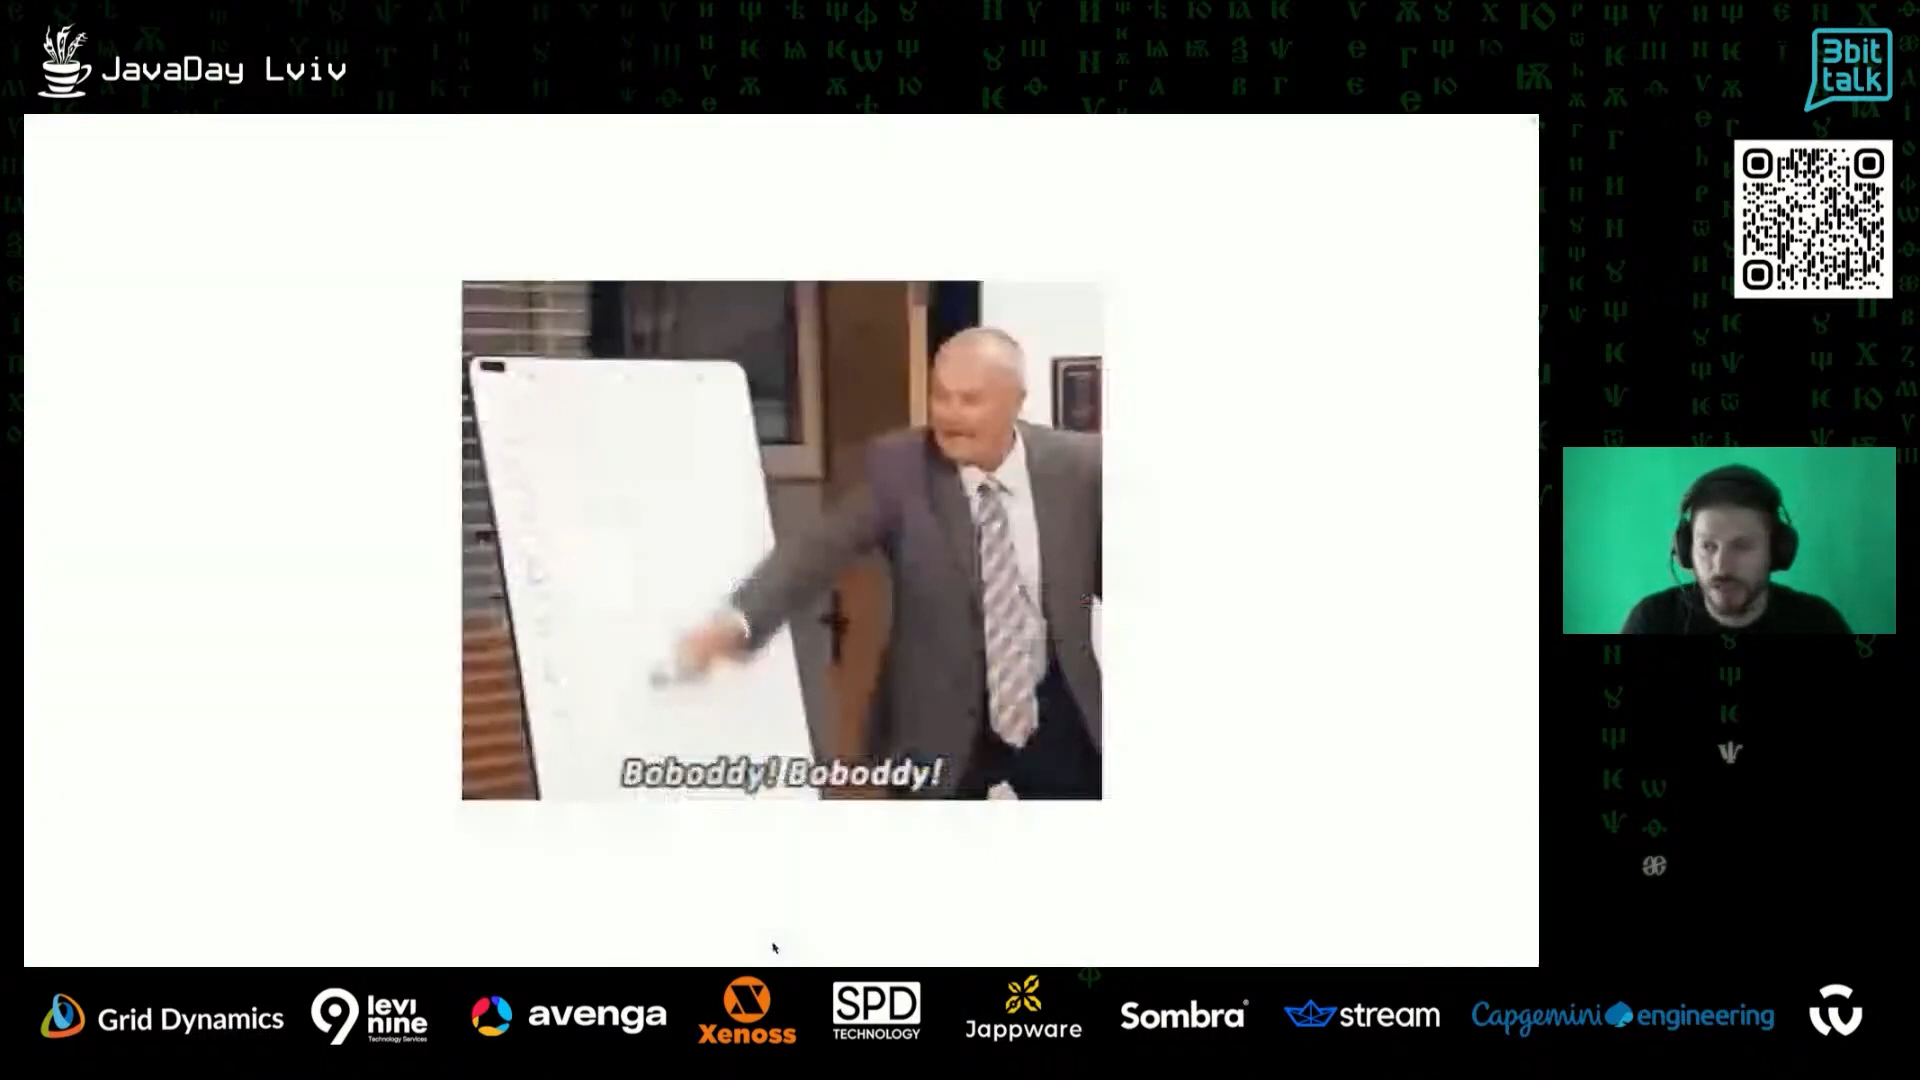 JavaDay Lviv
3bit
talk
Boboddy! Boboddy!
Grid Dynamics
9 levi
nine
Technology Services
avenga
Xenoss
SPD
TECHNOLOGY
Jappware
Sombra
stream
Capgemini engineering